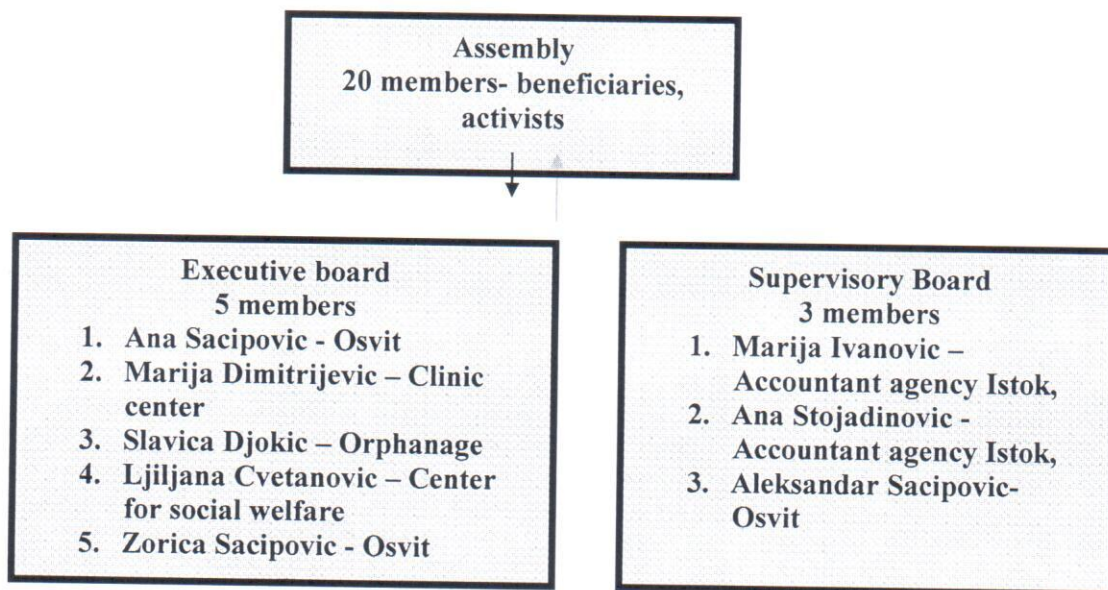 Assembly
20 members- beneficiaries,
activists
Executive board
5 members
1. Ana Sacipovic - Osvit
2. Marija Dimitrijevic – Clinic
center
3. Slavica Djokic – Orphanage
4. Ljiljana Cvetanovic – Center
for social welfare
5. Zorica Sacipovic - Osvit
Supervisory Board
3 members
1. Marija Ivanovic –
Accountant agency Istok,
2. Ana Stojadinovic -
Accountant agency Istok,
3. Aleksandar Sacipovic-
Osvit